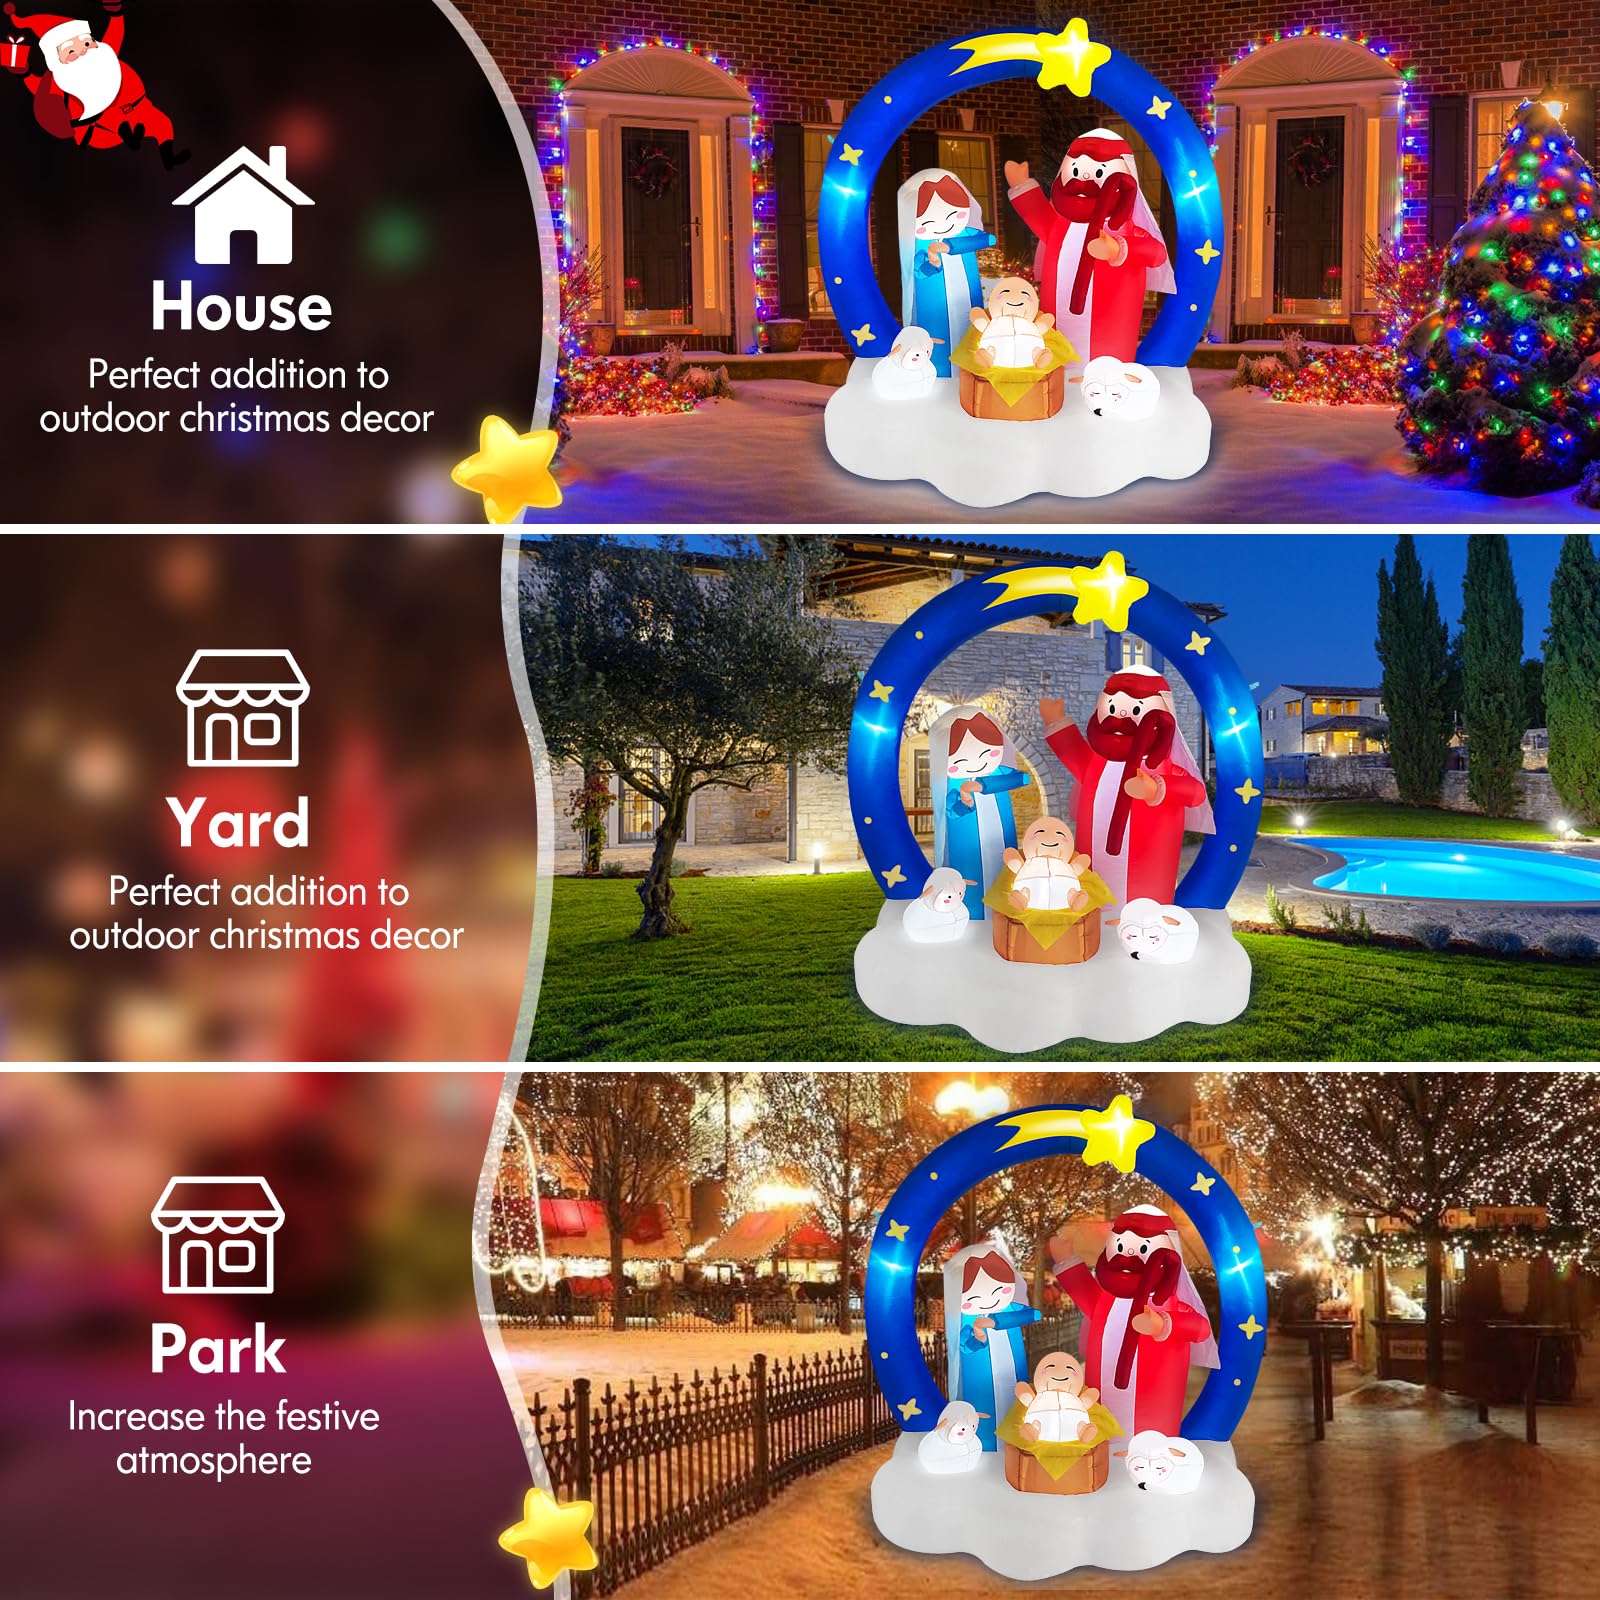 House
Perfect addition to
outdoor christmas decor
Yard
Perfect addition to
outdoor christmas decor
Park
Increase the festive
atmosphere